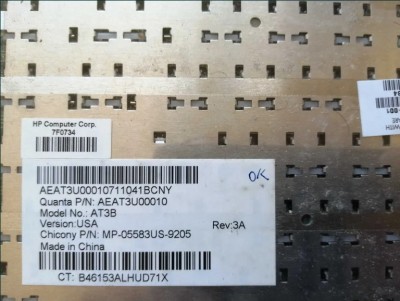 HP Computer Corp.
7F0734
OK
AEAT3U00010711041BCNY
Quanta P/N: AEAT3U00010
Model No.: AT3B
Version:USA
Rev:3A
Chicony P/N: MP-05583US-9205
Made in China
CT: B46153ALHUD71X